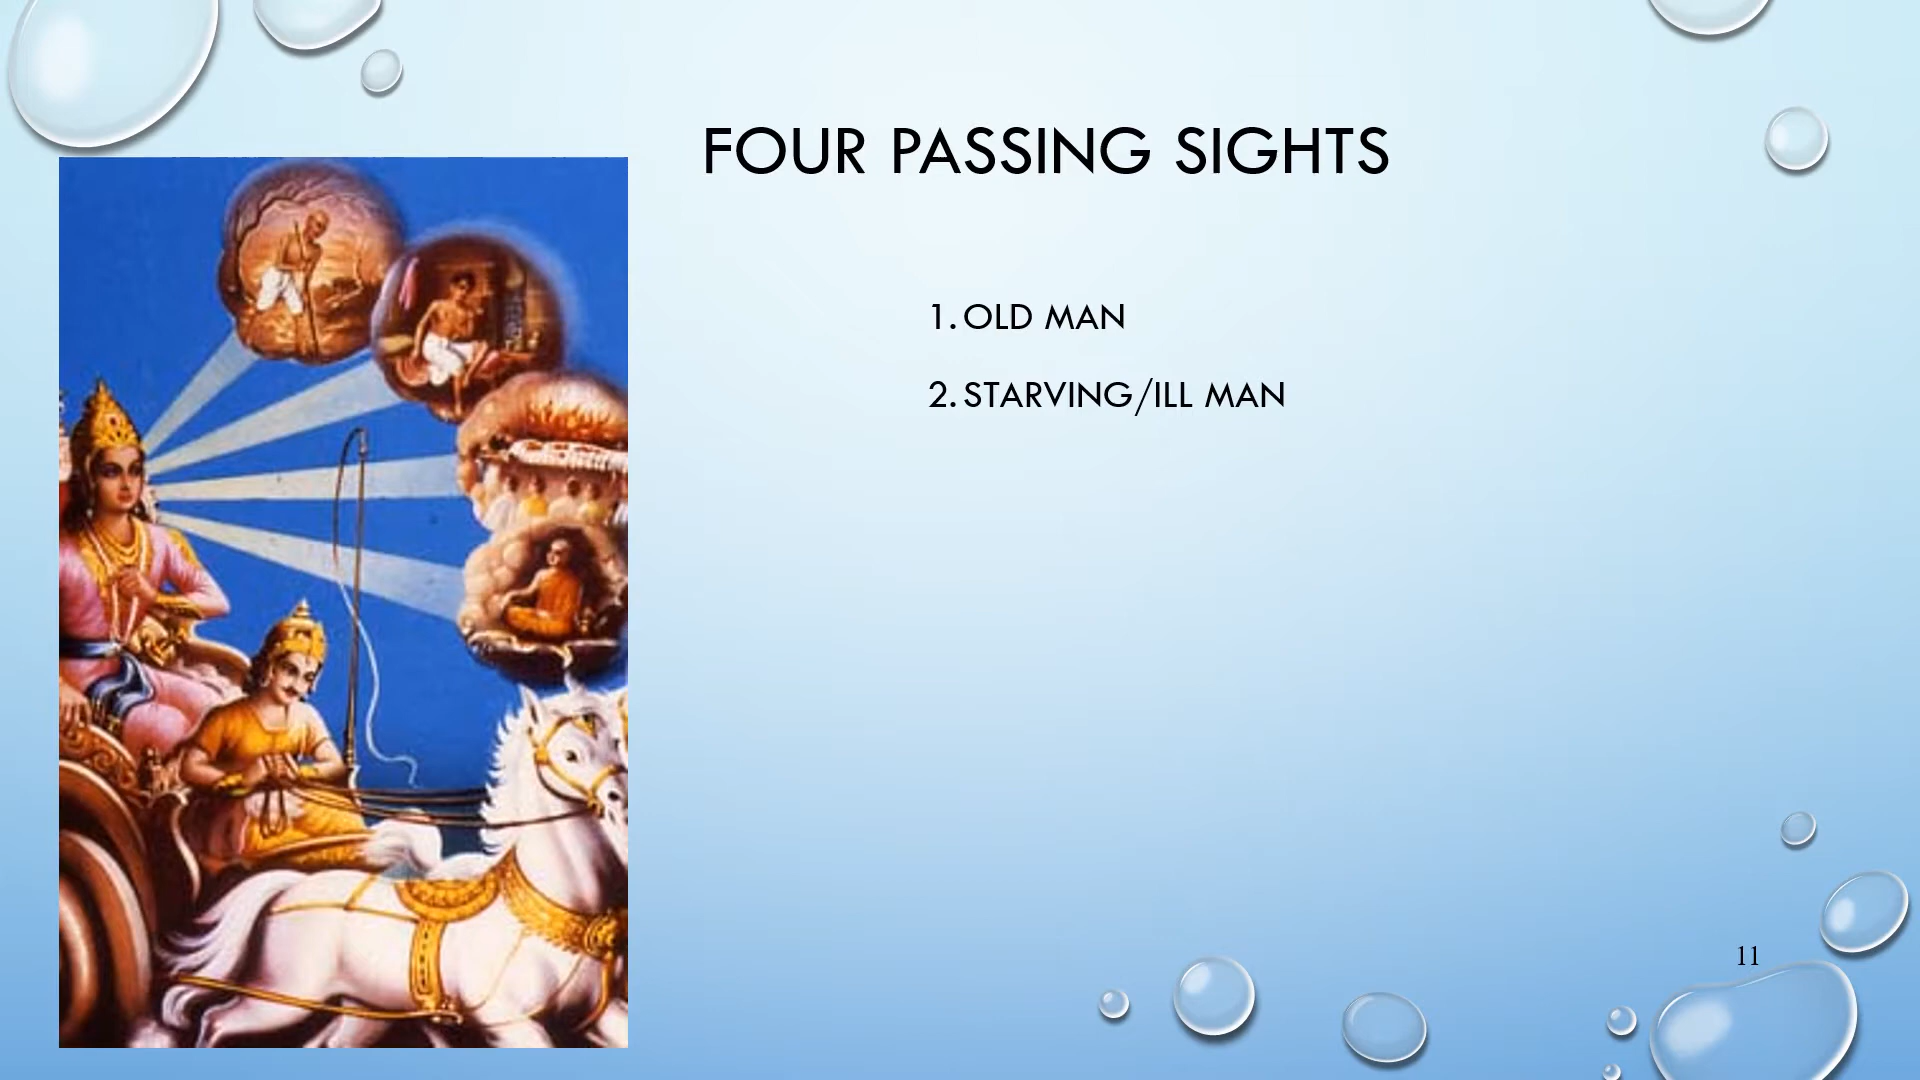 FOUR PASSING SIGHTS
1. OLD MAN
2. STARVING/ILL MAN
11